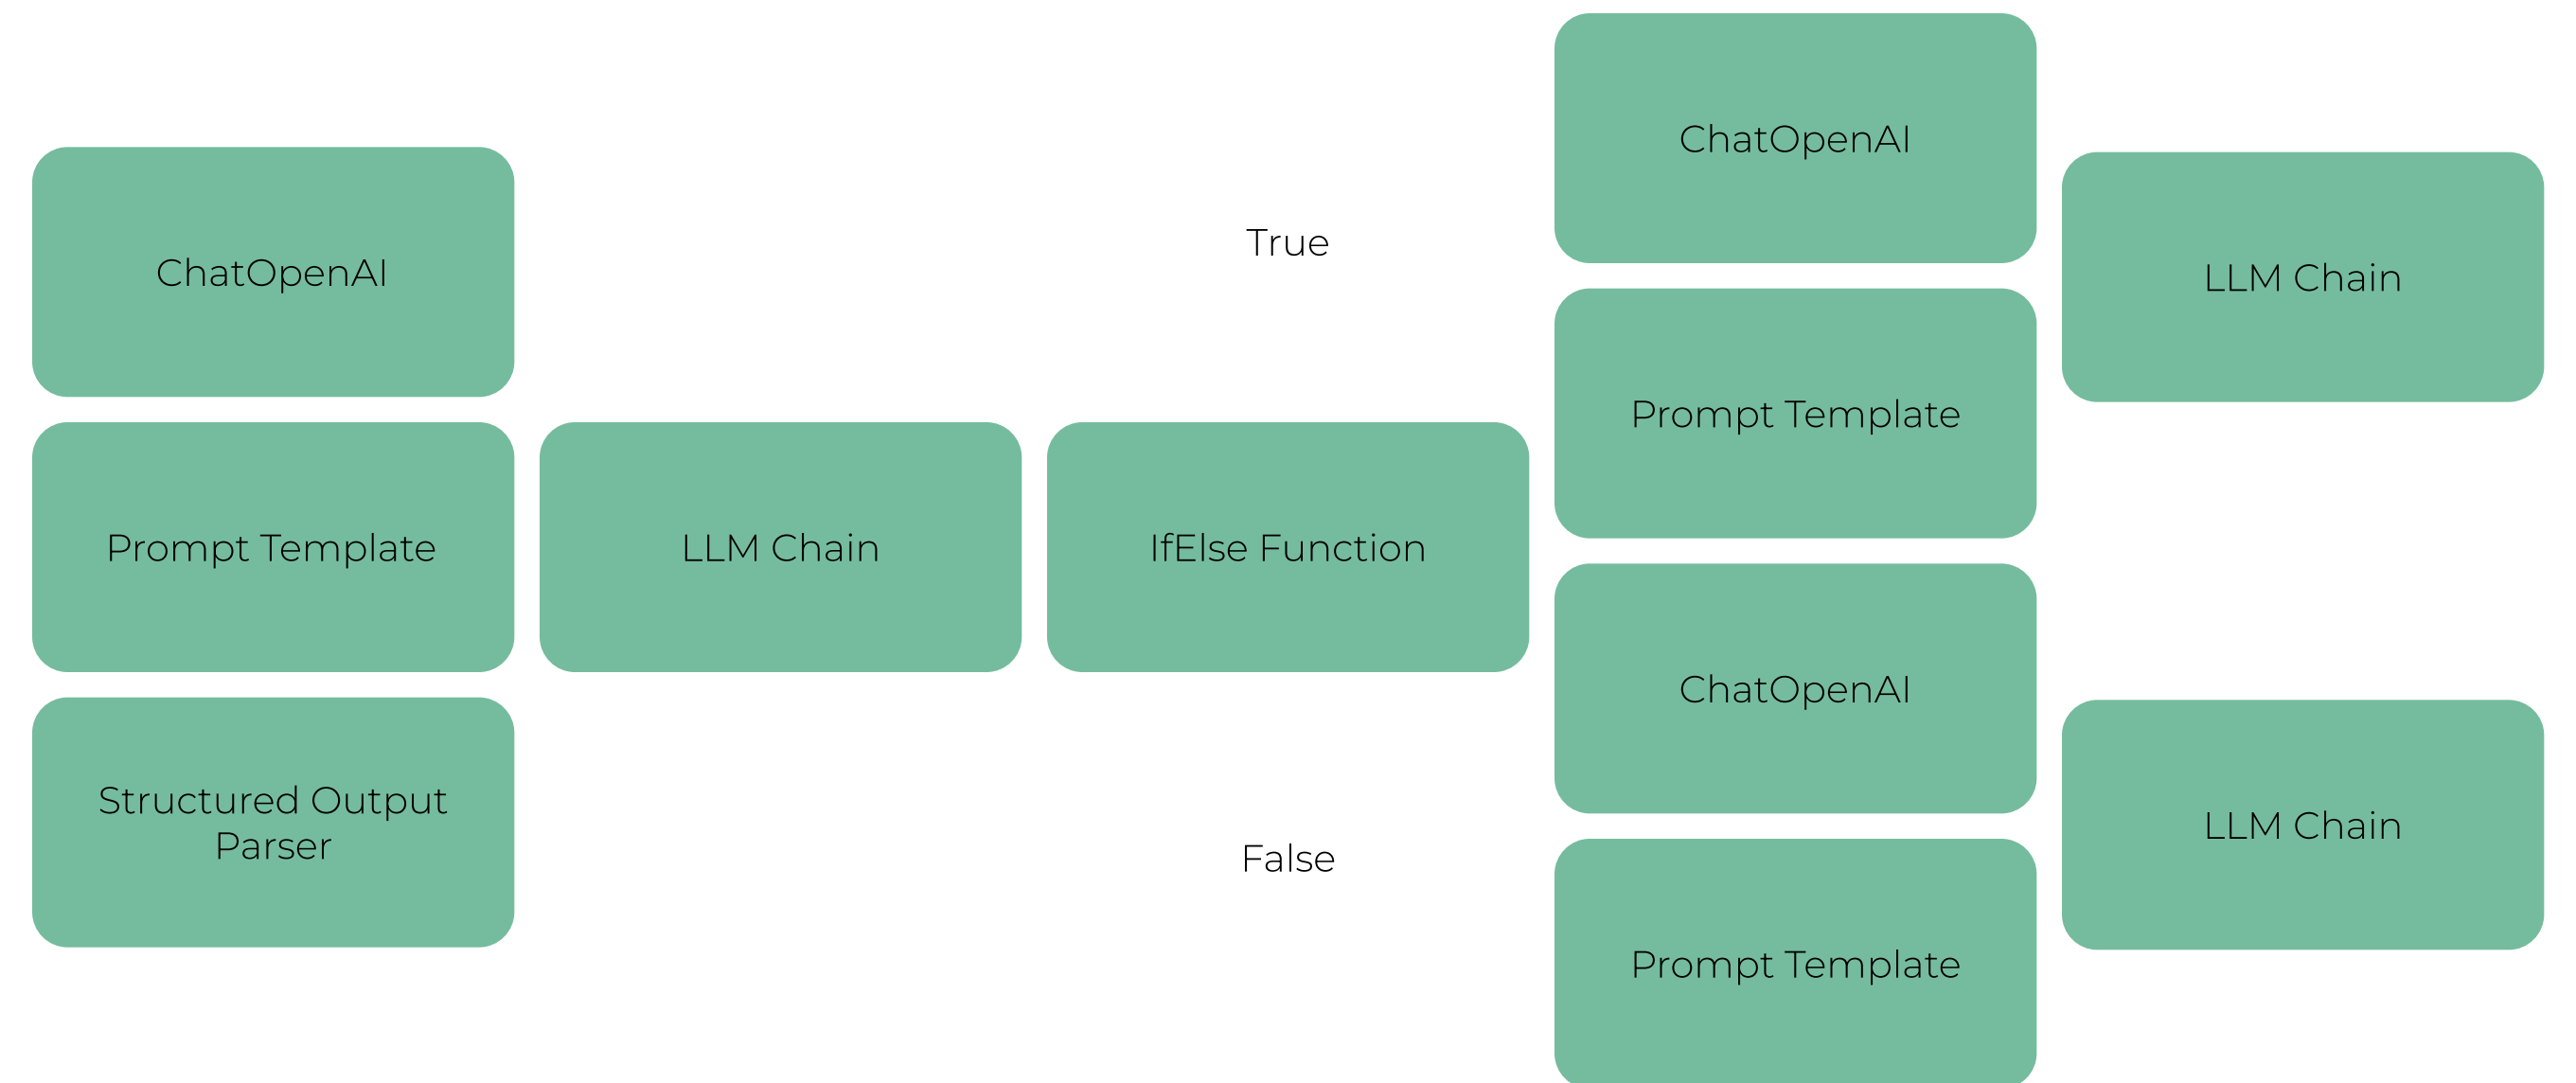 ChatOpenAI
Prompt Template
Structured Output
Parser
LLM Chain
True
IfElse Function
False
ChatOpenAI
Prompt Template
ChatOpenAI
Prompt Template
LLM Chain
LLM Chain